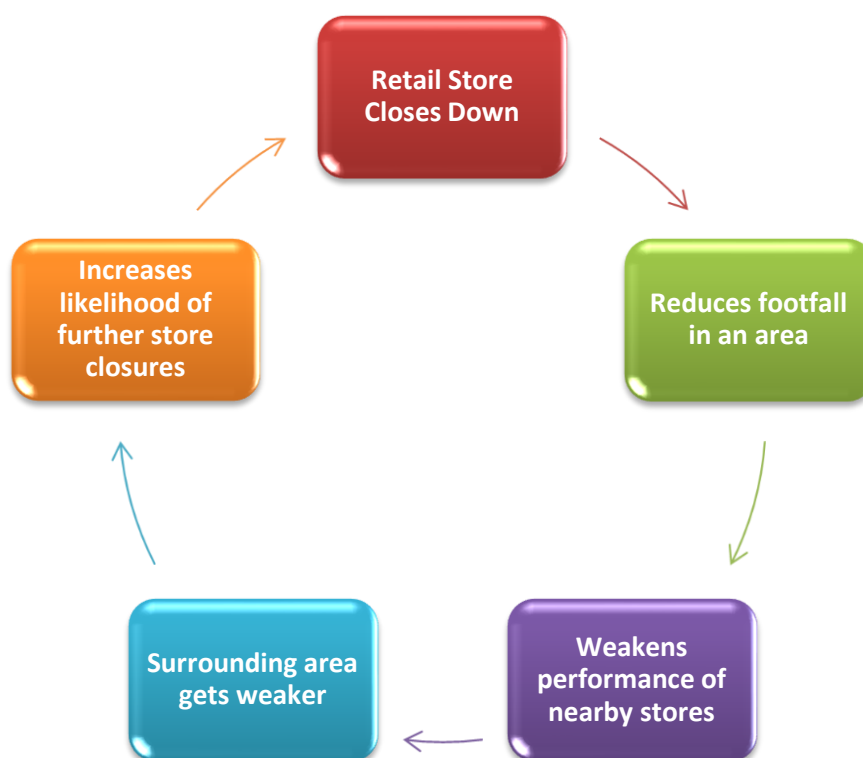 Retail Store
Closes Down
Reduces footfall
in an area
Weakens
performance of
nearby stores
Surrounding area
gets weaker
Increases
likelihood of
further store
closures